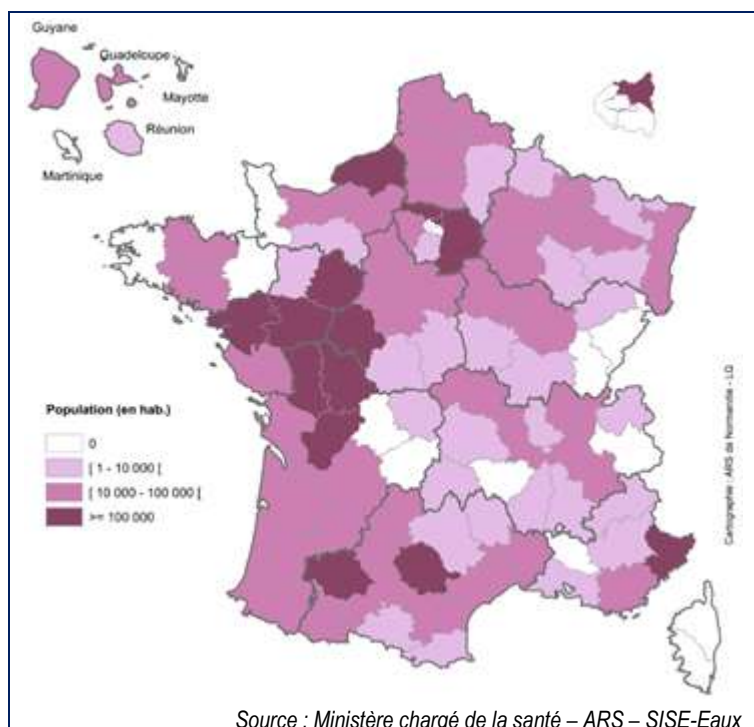 Guyane
Guadeloupe
Mayotte
Réunion
Martinique
Population (en hab.)
0
[ 1 - 10 000 [
[ 10 000 - 100 000 [
>= 100 000
Cartographie : ARS de Normandie - LG
Source : Ministère chargé de la santé – ARS – SISE-Eaux